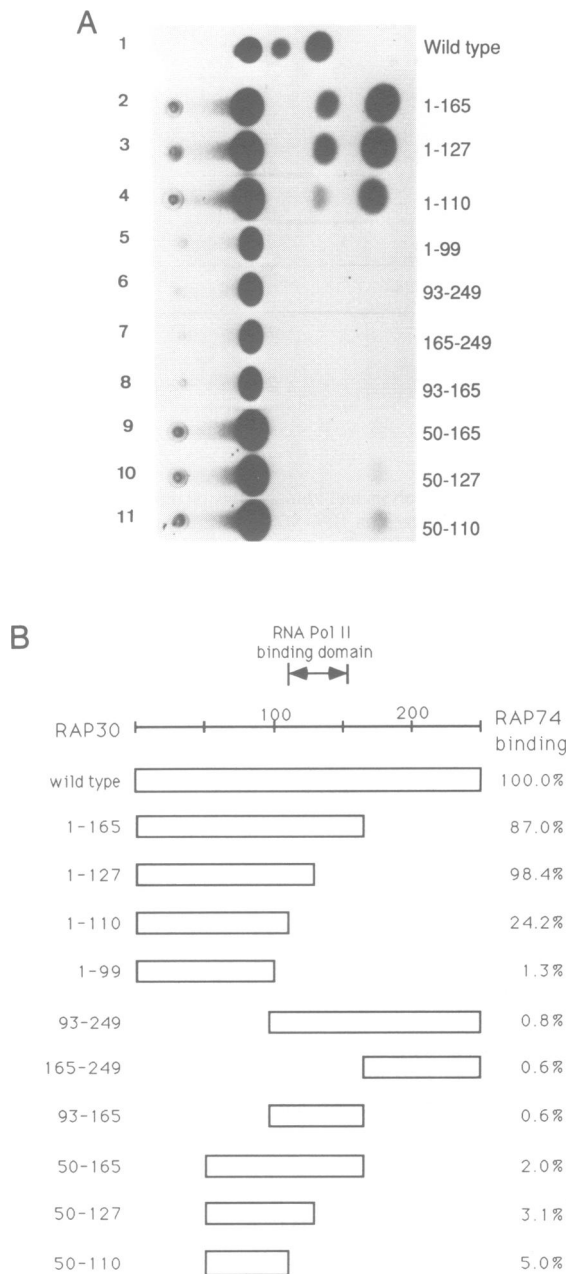 A
1 Wild type
2 1-165
3 1-127
4 1-110
5 1-99
6 93-249
7 165-249
8 93-165
9 50-165
10 50-127
11 50-110
B
RNA Pol II
binding domain
100 200
RAP30 RAP74
binding
wild type 100.0%
1-165 87.0%
1-127 98.4%
1-110 24.2%
1-99 1.3%
93-249 0.8%
165-249 0.6%
93-165 0.6%
50-165 2.0%
50-127 3.1%
50-110 5.0%